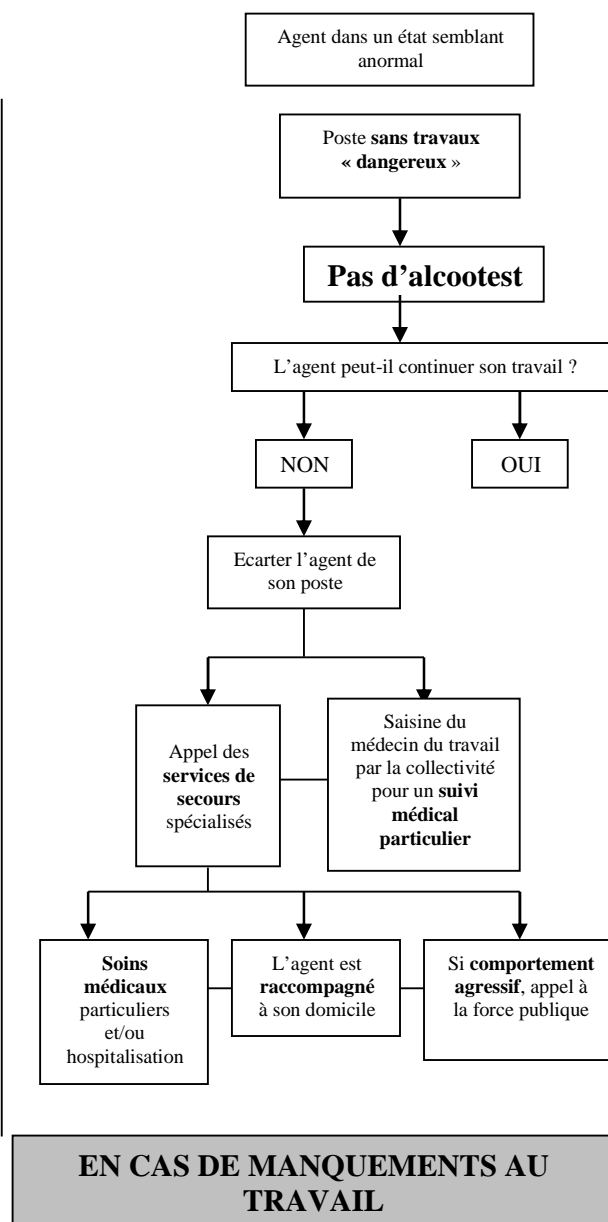 Agent dans un état semblant
anormal
Poste sans travaux
« dangereux »
Pas d’alcootest
L’agent peut-il continuer son travail ?
NON
OUI
Ecarter l’agent de
son poste
Appel des
services de
secours
spécialisés
Saisine du
médecin du travail
par la collectivité
pour un suivi
médical
particulier
Soins
médicaux
particuliers
et/ou
hospitalisation
L’agent est
raccompagné
à son domicile
Si comportement
agressif, appel à
la force publique
EN CAS DE MANQUEMENTS AU
TRAVAIL